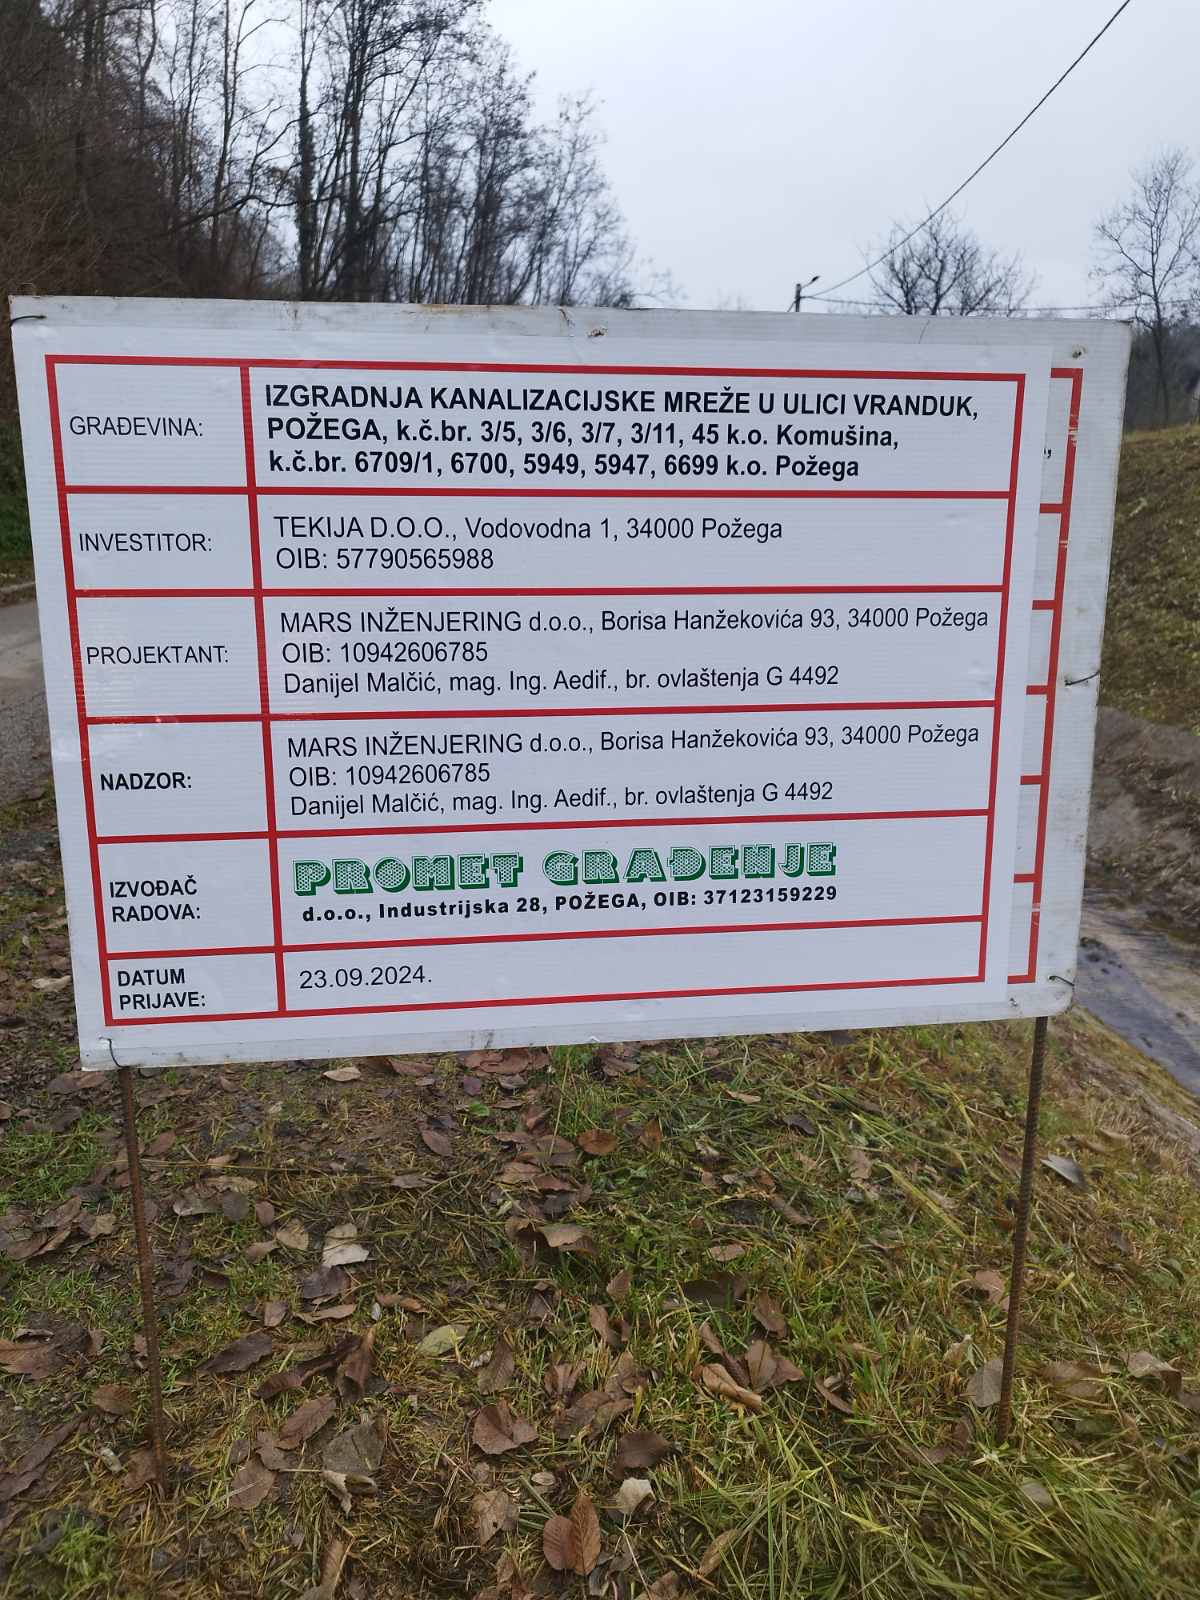 GRAĐEVINA:
IZGRADNJA KANALIZACIJSKE MREŽE U ULICI VRANDUK,
POŽEGA, k.č.br. 3/5, 3/6, 3/7, 3/11, 45 k.o. Komušina,
k.č.br. 6709/1, 6700, 5949, 5947, 6699 k.o. Požega
INVESTITOR:
TEKIJA D.O.O., Vodovodna 1, 34000 Požega
OIB: 57790565988
PROJEKTANT:
MARS INŽENJERING d.o.o., Borisa Hanžekovića 93, 34000 Požega
OIB: 10942606785
Danijel Malčić, mag. Ing. Aedif., br. ovlaštenja G 4492
NADZOR:
MARS INŽENJERING d.o.o., Borisa Hanžekovića 93, 34000 Požega
OIB: 10942606785
Danijel Malčić, mag. Ing. Aedif., br. ovlaštenja G 4492
IZVOĐAČ
RADOVA:
PROMET GRAĐENJE
d.o.o., Industrijska 28, POŽEGA, OIB: 37123159229
DATUM
PRIJAVE:
23.09.2024.